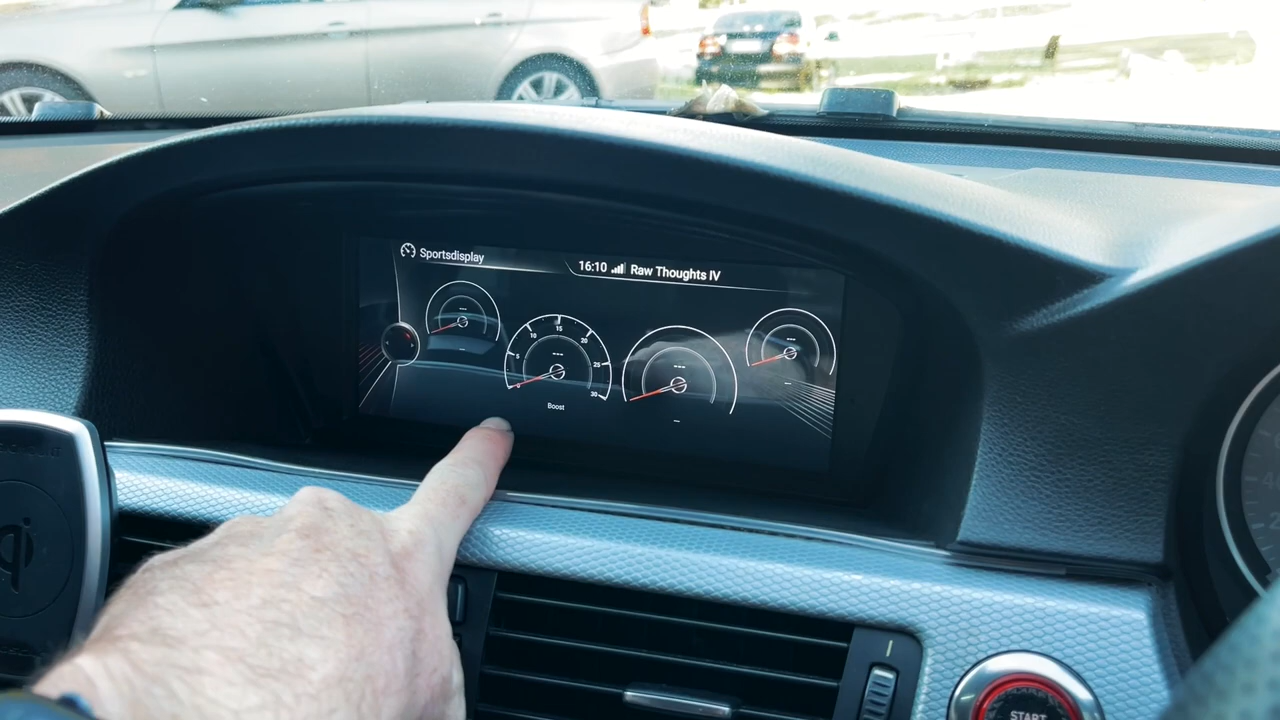 Sportsdisplay
16:10 Raw Thoughts IV
---
---
---
---
5
10
15
20
25
30
Boost
START